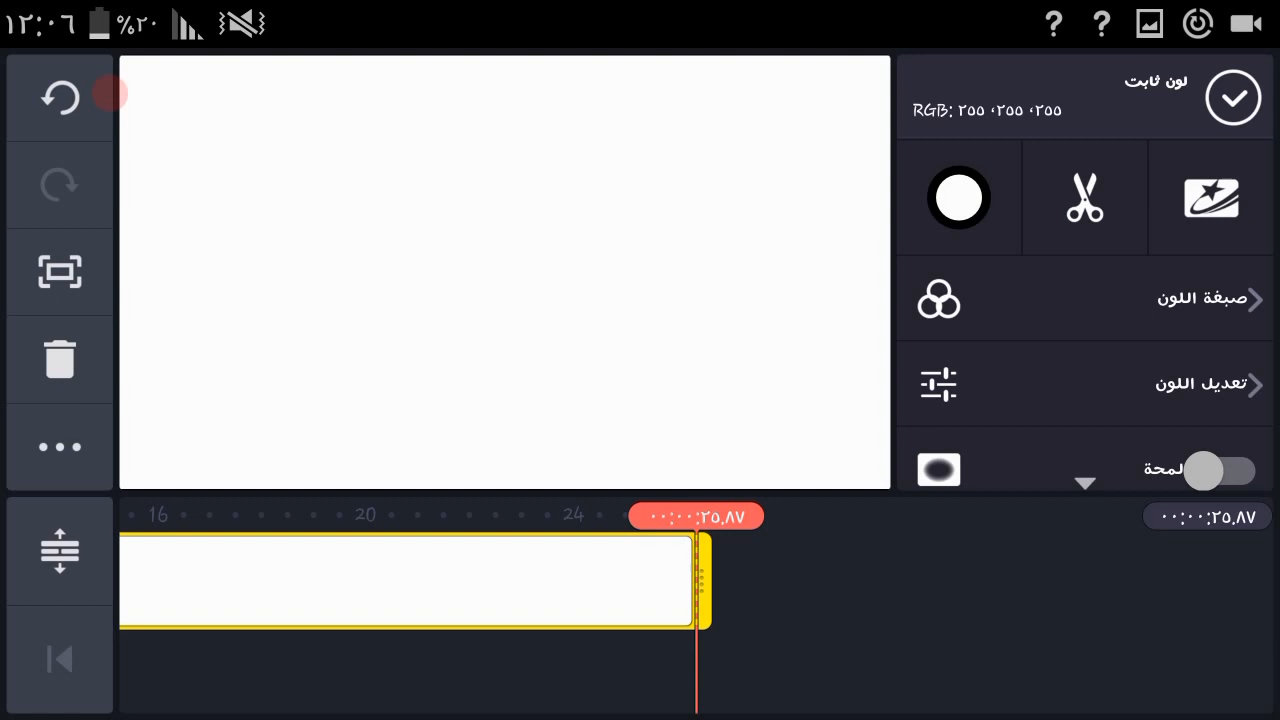 ١٢:٠٦ %٢٠
لون ثابت
RGB: ٢٥٥ ،٢٥٥ ،٢٥٥
صبغة اللون
تعديل اللون
لمحة
16 20 24 ٠٠:٠٠:٢٥.٨٧ ٠٠:٠٠:٢٥.٨٧